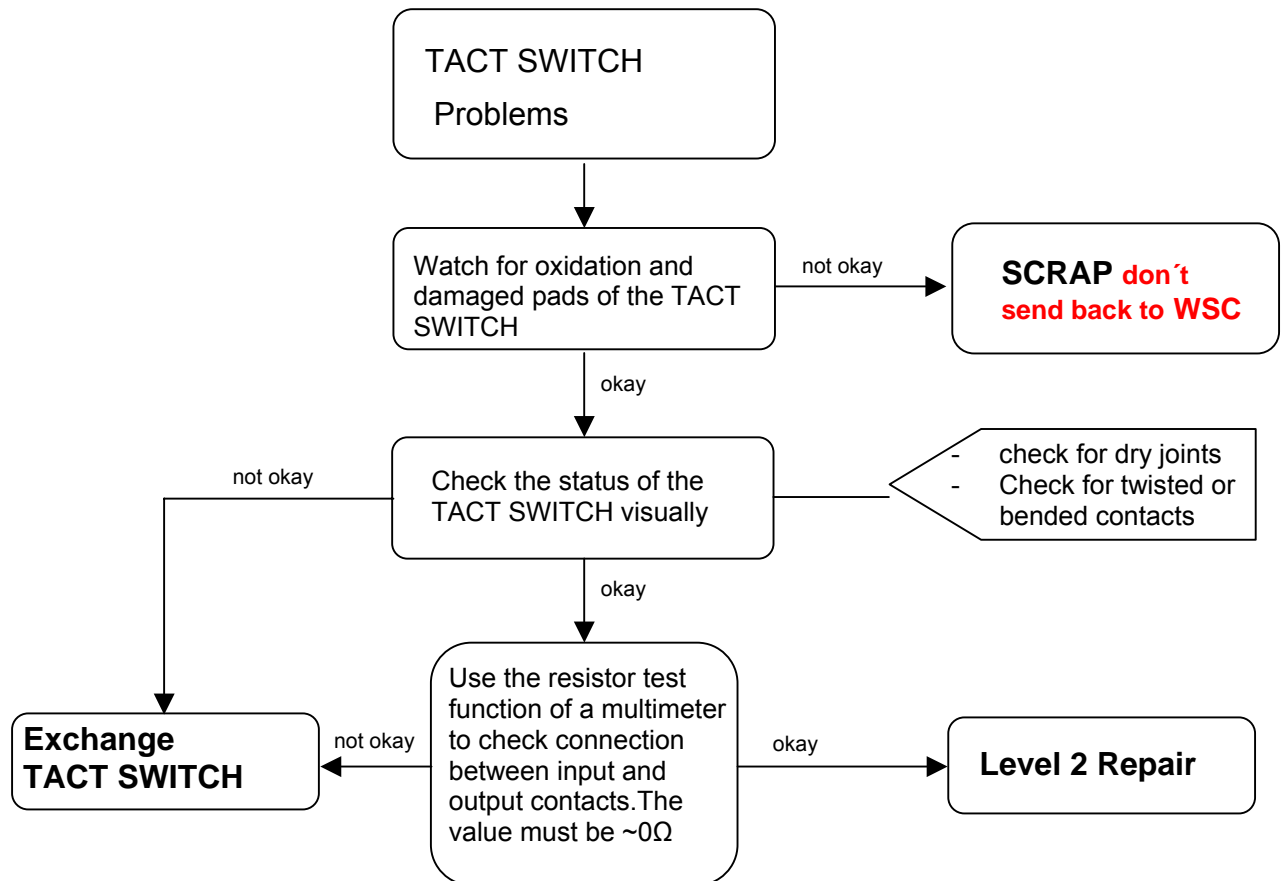 TACT SWITCH
Problems
Watch for oxidation and
damaged pads of the TACT
SWITCH
not okay
SCRAP don´t
send back to WSC
okay
Check the status of the
TACT SWITCH visually
not okay
- check for dry joints
- Check for twisted or
bended contacts
okay
Use the resistor test
function of a multimeter
to check connection
between input and
output contacts.The
value must be ~0Ω
not okay
Exchange
TACT SWITCH
okay
Level 2 Repair